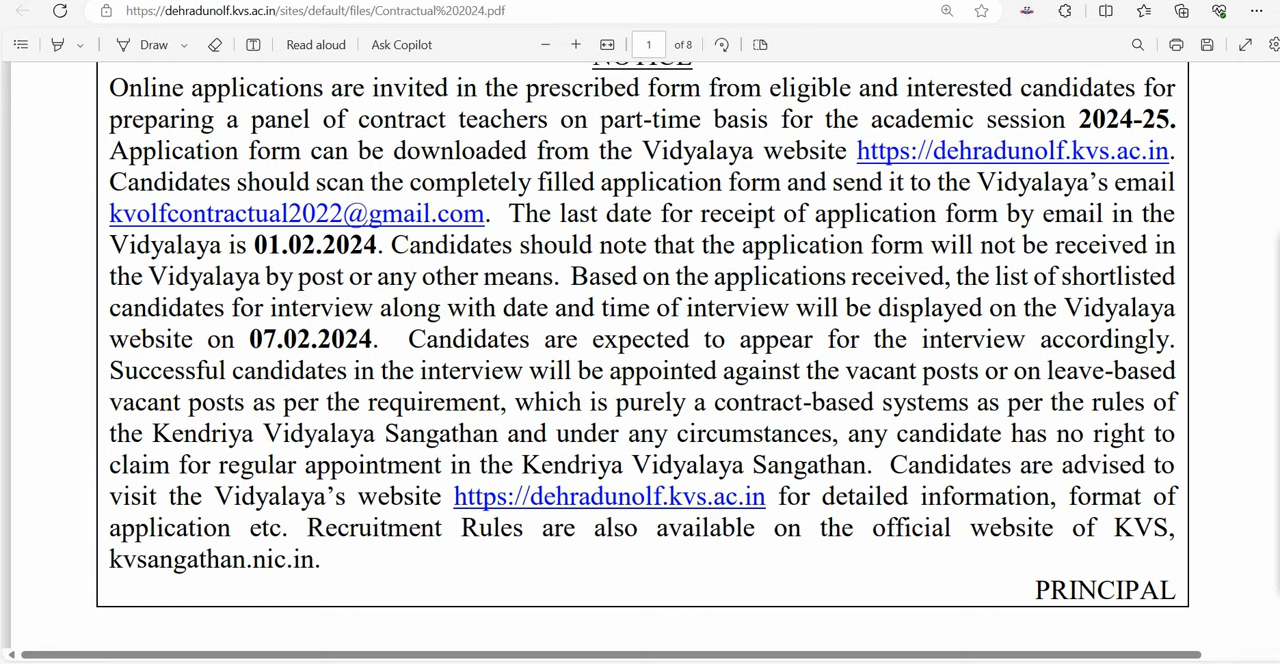 https://dehradunolf.kvs.ac.in/sites/default/files/Contractual%202024.pdf
Draw Read aloud Ask Copilot 1 of 8
NOTICE
Online applications are invited in the prescribed form from eligible and interested candidates for
preparing a panel of contract teachers on part-time basis for the academic session 2024-25.
Application form can be downloaded from the Vidyalaya website https://dehradunolf.kvs.ac.in.
Candidates should scan the completely filled application form and send it to the Vidyalaya's email
kvolfcontractual2022@gmail.com. The last date for receipt of application form by email in the
Vidyalaya is 01.02.2024. Candidates should note that the application form will not be received in
the Vidyalaya by post or any other means. Based on the applications received, the list of shortlisted
candidates for interview along with date and time of interview will be displayed on the Vidyalaya
website on 07.02.2024. Candidates are expected to appear for the interview accordingly.
Successful candidates in the interview will be appointed against the vacant posts or on leave-based
vacant posts as per the requirement, which is purely a contract-based systems as per the rules of
the Kendriya Vidyalaya Sangathan and under any circumstances, any candidate has no right to
claim for regular appointment in the Kendriya Vidyalaya Sangathan. Candidates are advised to
visit the Vidyalaya's website https://dehradunolf.kvs.ac.in for detailed information, format of
application etc. Recruitment Rules are also available on the official website of KVS,
kvsangathan.nic.in.
PRINCIPAL